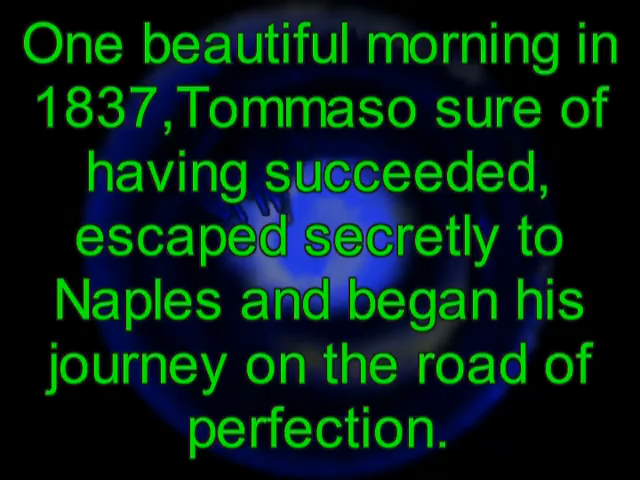 One beautiful morning in
1837,Tommaso sure of
having succeeded,
escaped secretly to
Naples and began his
journey on the road of
perfection.